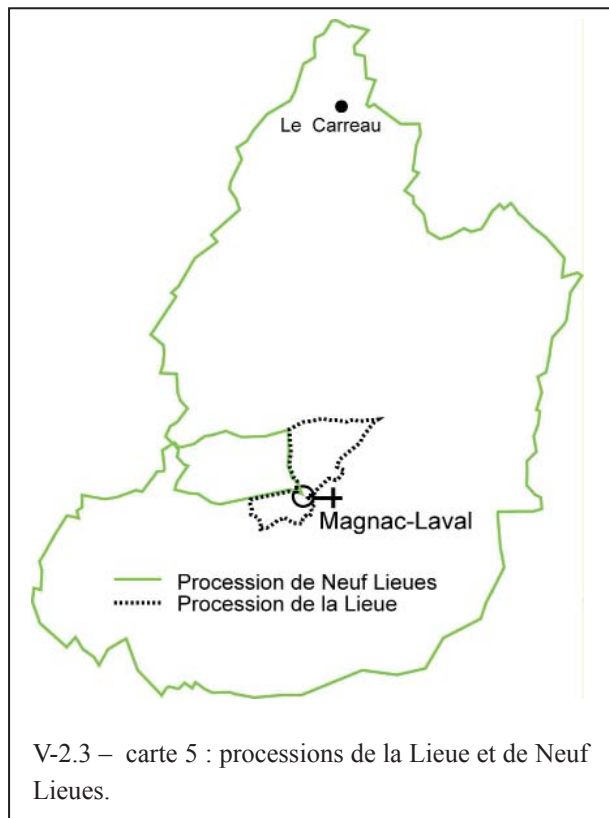 Le Carreau
Magnac-Laval
Procession de Neuf Lieues
Procession de la Lieue
V-2.3 – carte 5 : processions de la Lieue et de Neuf
Lieues.